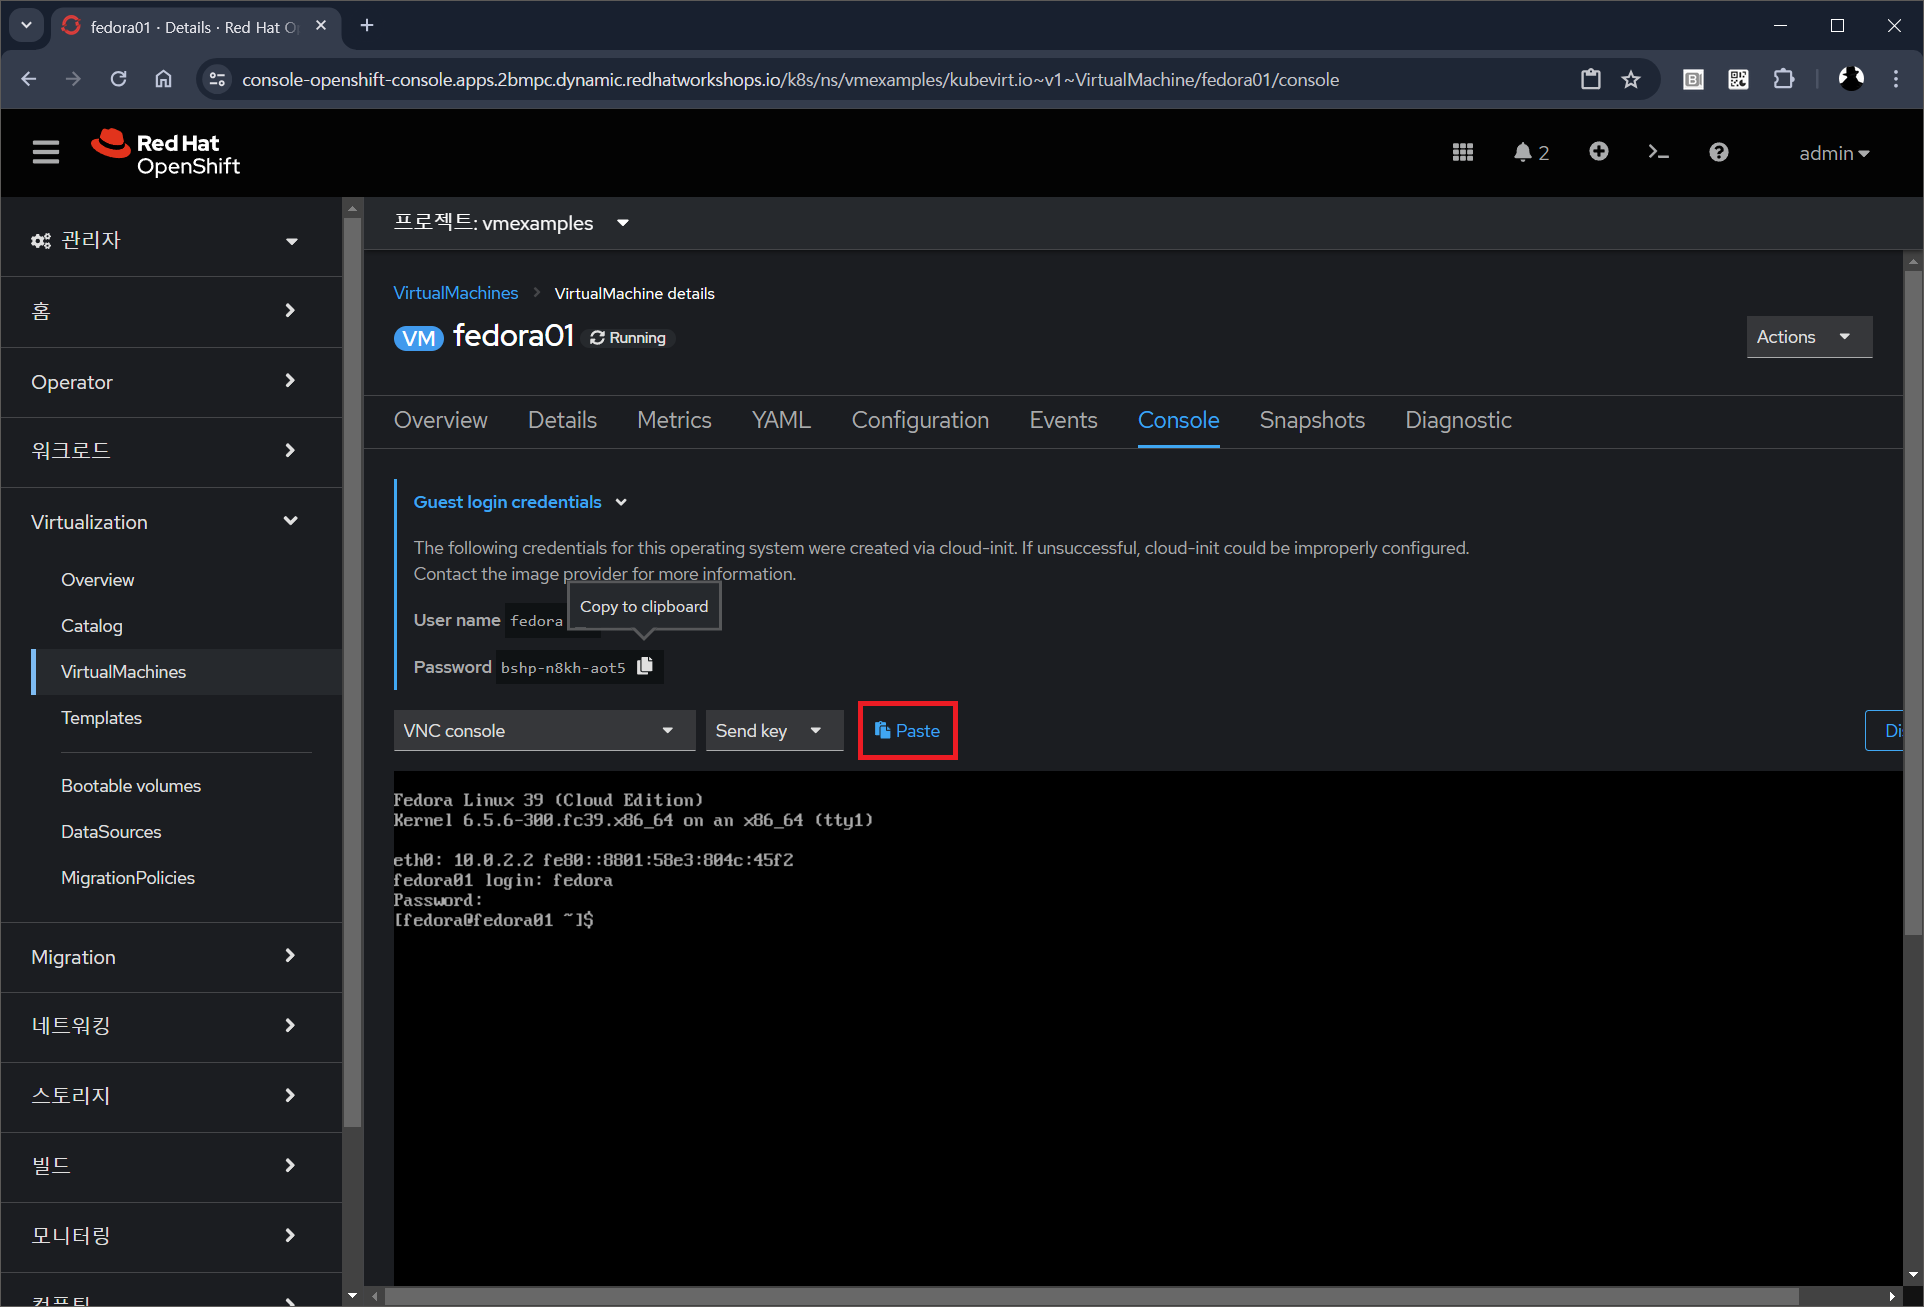 fedora01 · Details · Red Hat O
console-openshift-console.apps.2bmpc.dynamic.redhatworkshops.io/k8s/ns/vmexamples/kubevirt.io~v1~VirtualMachine/fedora01/console
Red Hat
OpenShift
2
admin
관리자
홈
Operator
워크로드
Virtualization
Overview
Catalog
VirtualMachines
Templates
Bootable volumes
DataSources
MigrationPolicies
Migration
네트워킹
스토리지
빌드
모니터링
프로젝트: vmexamples
VirtualMachines VirtualMachine details
VM fedora01 Running
Actions
Overview Details Metrics YAML Configuration Events Console Snapshots Diagnostic
Guest login credentials
The following credentials for this operating system were created via cloud-init. If unsuccessful, cloud-init could be improperly configured.
Contact the image provider for more information.
Copy to clipboard
User name fedora
Password bshp-n8kh-aot5
VNC console Send key Paste
Fedora Linux 39 (Cloud Edition)
Kernel 6.5.6-300.fc39.x86_64 on an x86_64 (tty1)
eth0: 10.0.2.2 fe80::8801:58e3:804c:45f2
fedora01 login: fedora
Password:
[fedora@fedora01 ~]$